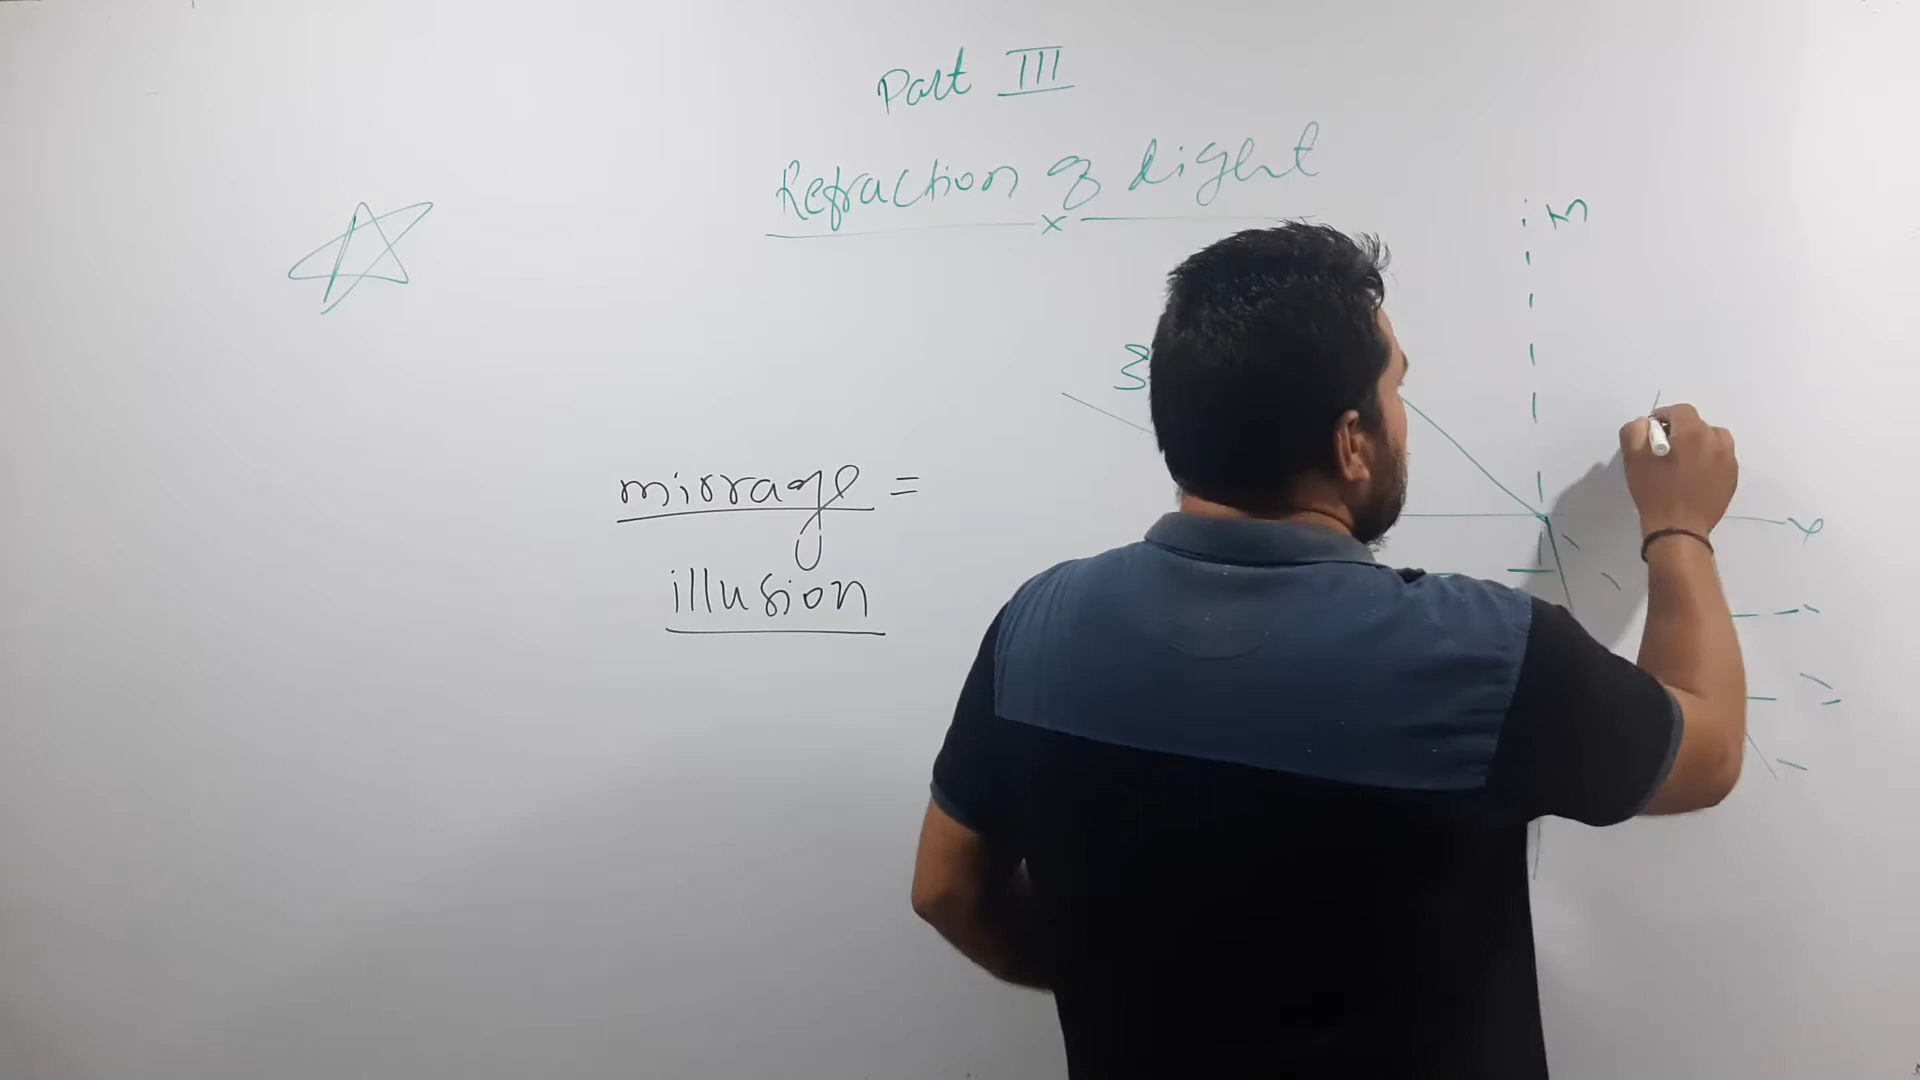 Part III
Refraction of Light
mirrage =
illusion